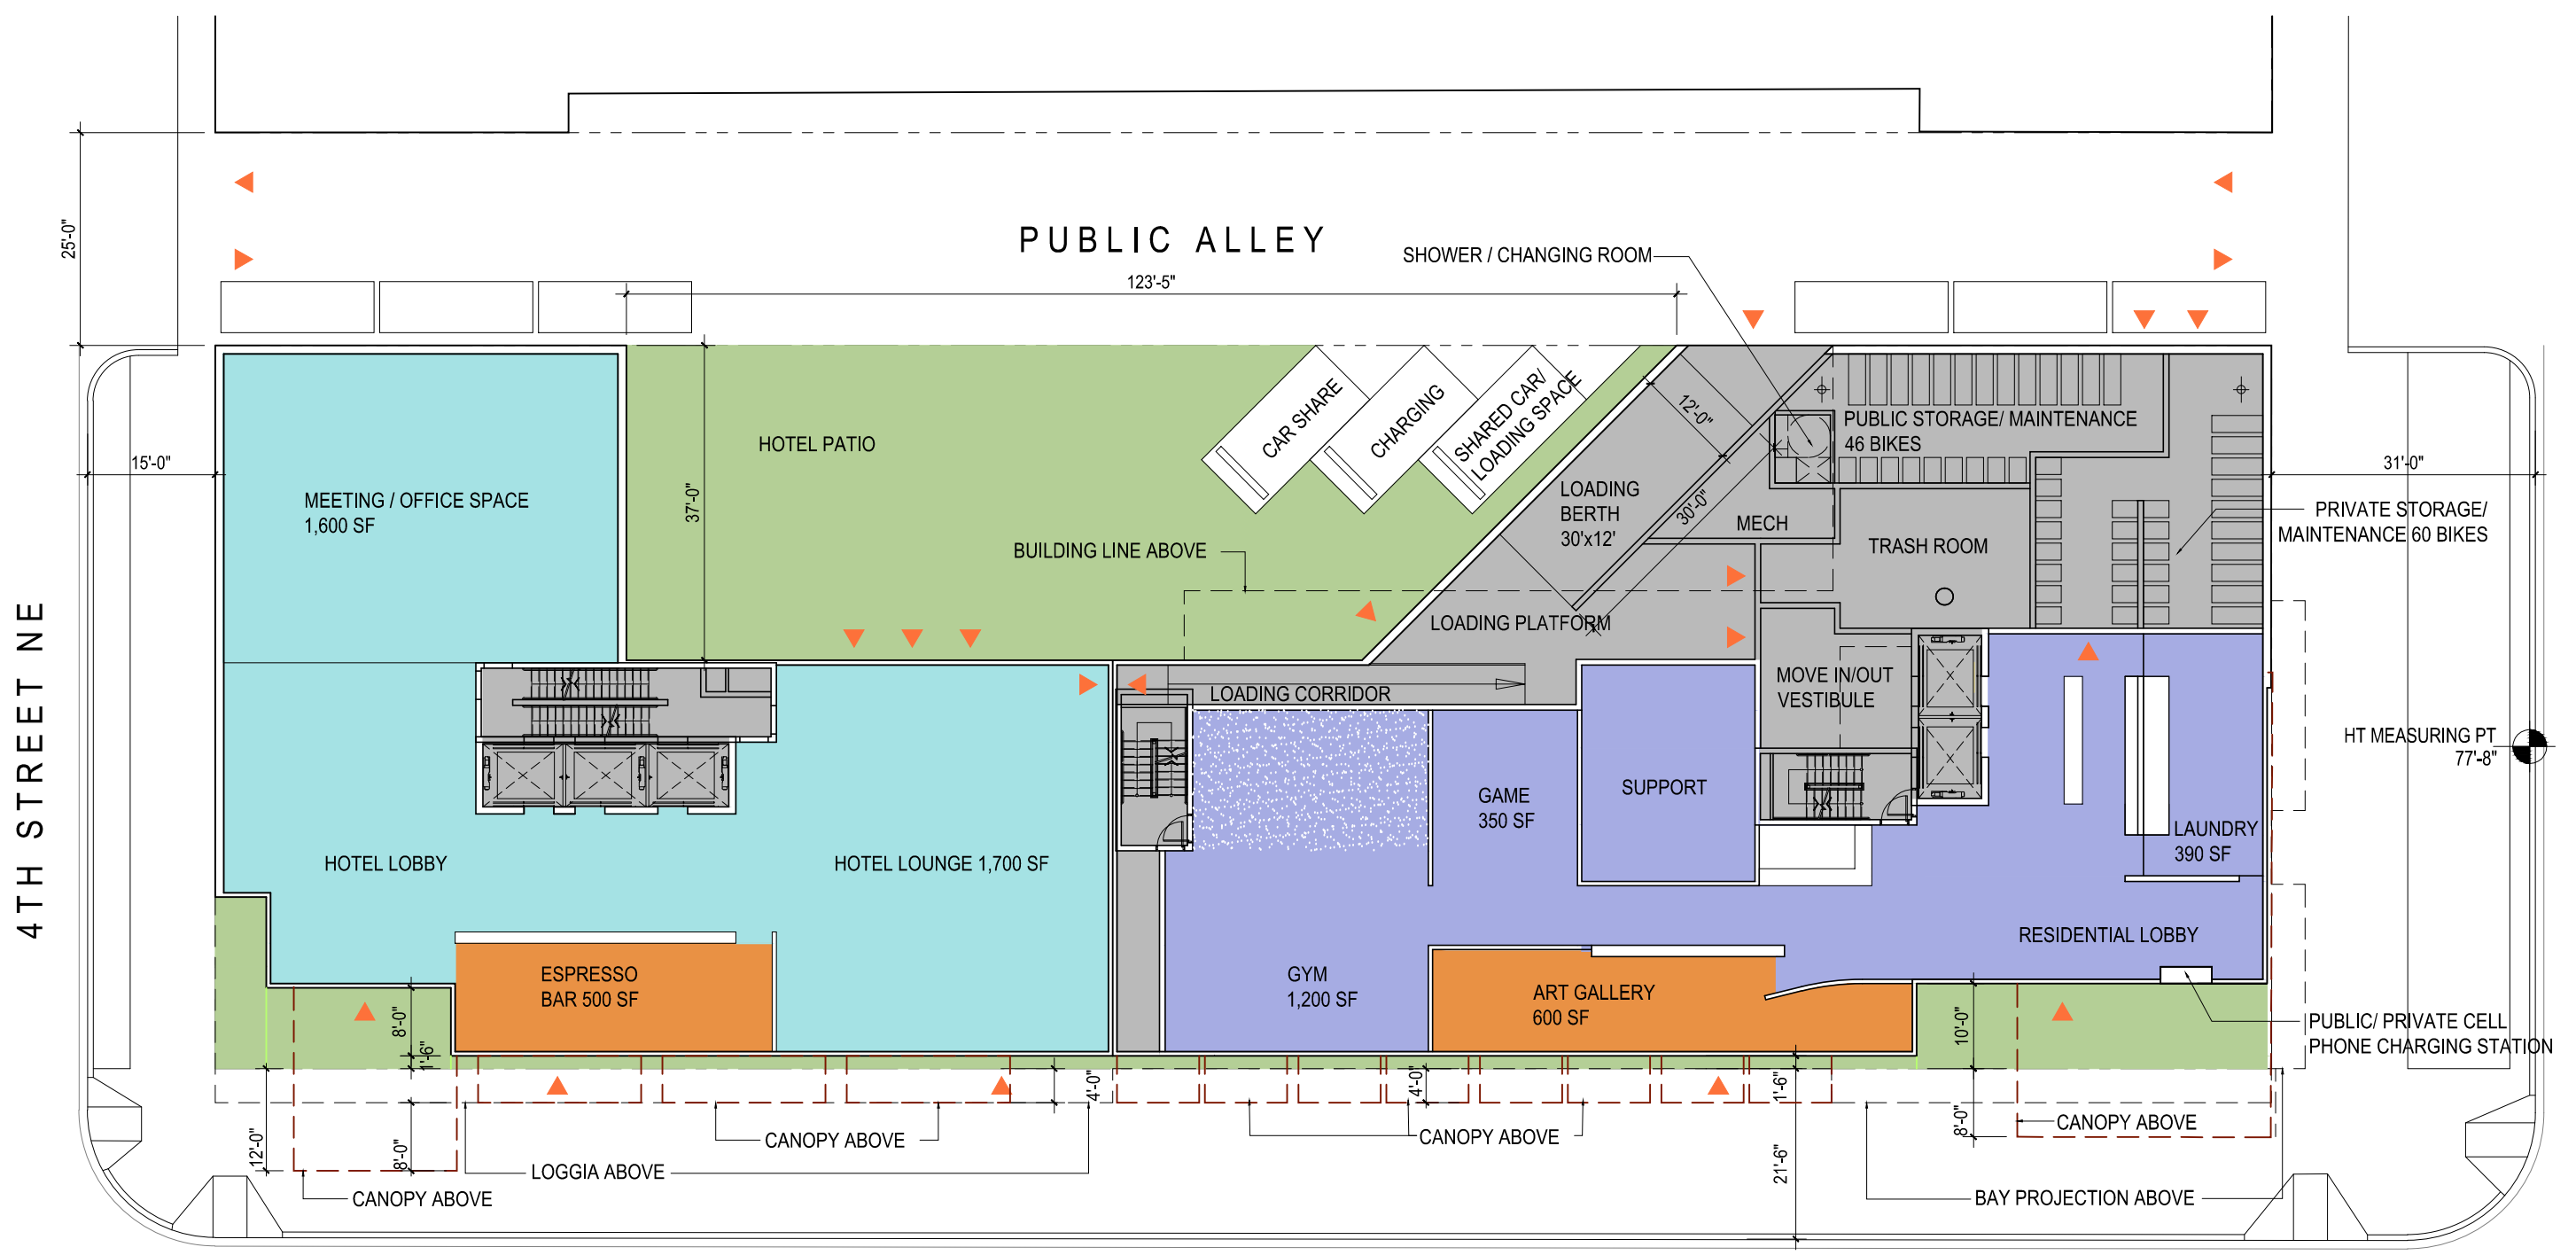 PUBLIC ALLEY
25'-0"
123'-5"
SHOWER / CHANGING ROOM
CAR SHARE
CHARGING
SHARED CAR/
LOADING SPACE
12'-0"
30'-0"
HOTEL PATIO
37'-0"
15'-0"
31'-0"
MEETING / OFFICE SPACE
1,600 SF
PUBLIC STORAGE/ MAINTENANCE
46 BIKES
LOADING
BERTH
30'x12'
MECH
TRASH ROOM
PRIVATE STORAGE/
MAINTENANCE 60 BIKES
BUILDING LINE ABOVE
LOADING PLATFORM
LOADING CORRIDOR
MOVE IN/OUT
VESTIBULE
4TH STREET NE
HT MEASURING PT
77'-8"
HOTEL LOBBY
HOTEL LOUNGE 1,700 SF
GAME
350 SF
SUPPORT
LAUNDRY
390 SF
RESIDENTIAL LOBBY
ESPRESSO
BAR 500 SF
GYM
1,200 SF
ART GALLERY
600 SF
PUBLIC/ PRIVATE CELL
PHONE CHARGING STATION
8'-0"
1'-6"
10'-0"
4'-0"
4'-0"
1'-6"
12'-0"
8'-0"
8'-0"
21'-6"
CANOPY ABOVE
CANOPY ABOVE
CANOPY ABOVE
LOGGIA ABOVE
CANOPY ABOVE
BAY PROJECTION ABOVE